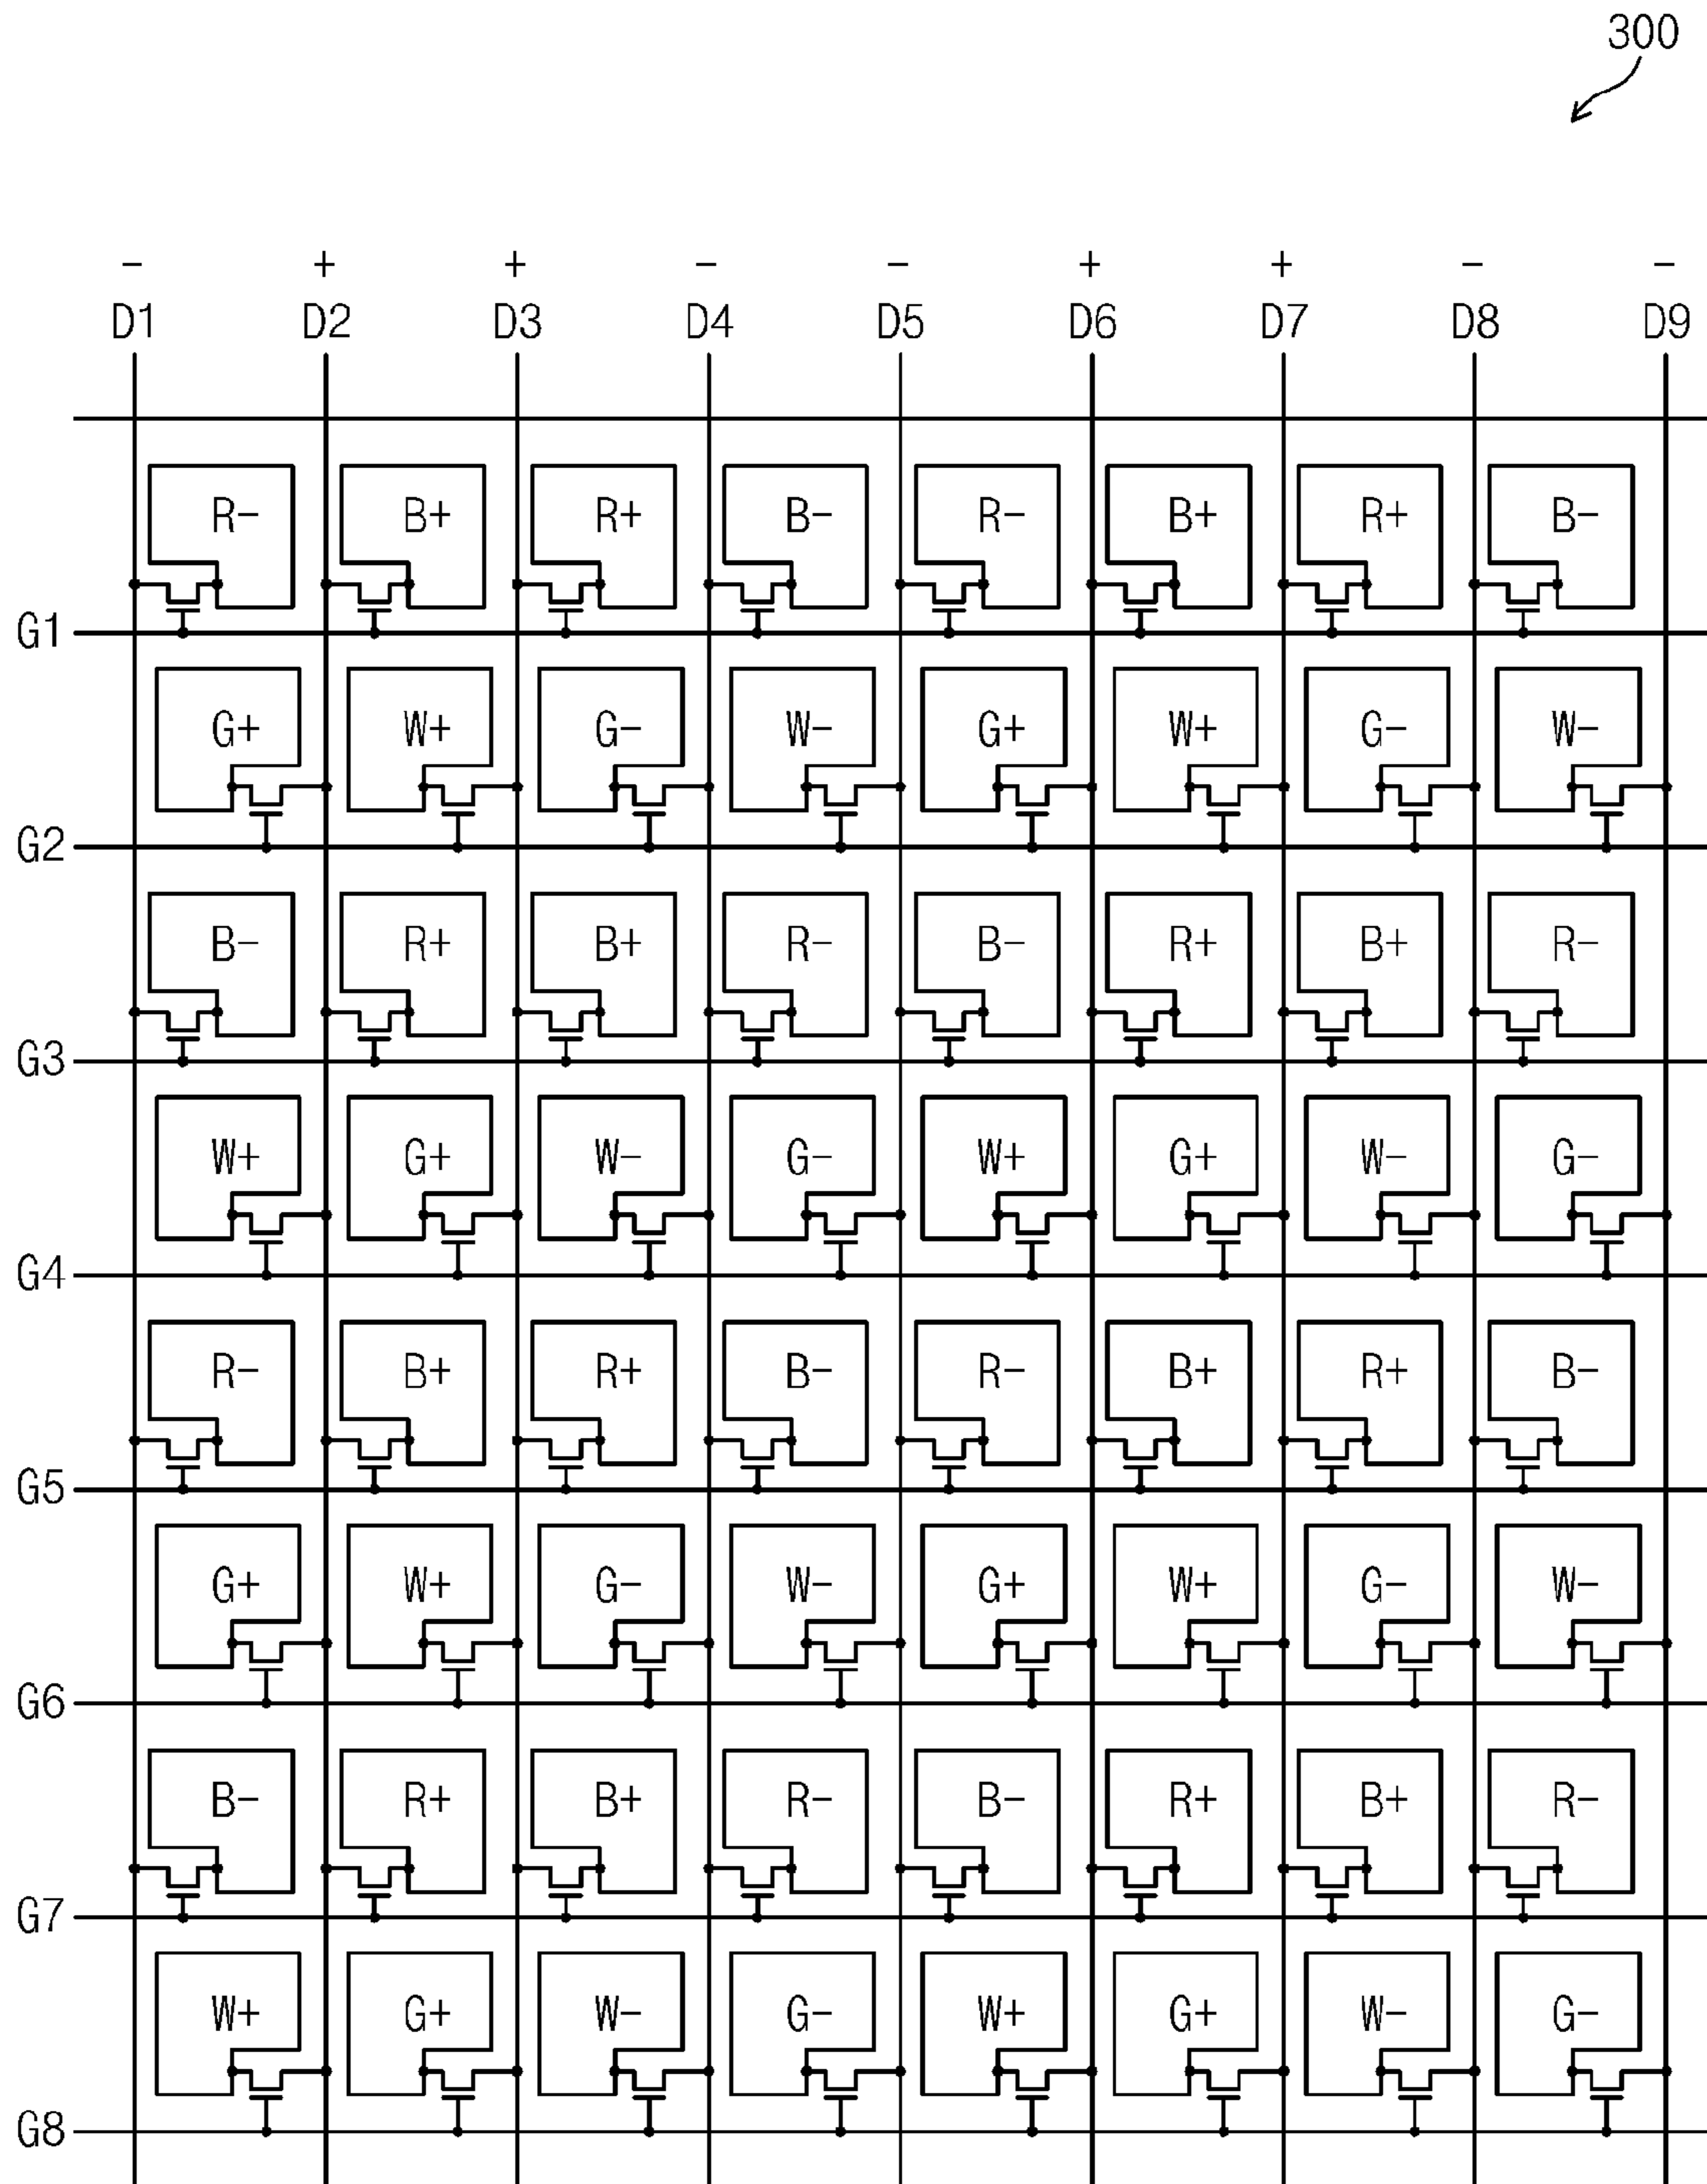 300
- + + - - + + - -
D1 D2 D3 D4 D5 D6 D7 D8 D9
R- B+ R+ B- R- B+ R+ B-
G1
G+ W+ G- W- G+ W+ G- W-
G2
B- R+ B+ R- B- R+ B+ R-
G3
W+ G+ W- G- W+ G+ W- G-
G4
R- B+ R+ B- R- B+ R+ B-
G5
G+ W+ G- W- G+ W+ G- W-
G6
B- R+ B+ R- B- R+ B+ R-
G7
W+ G+ W- G- W+ G+ W- G-
G8